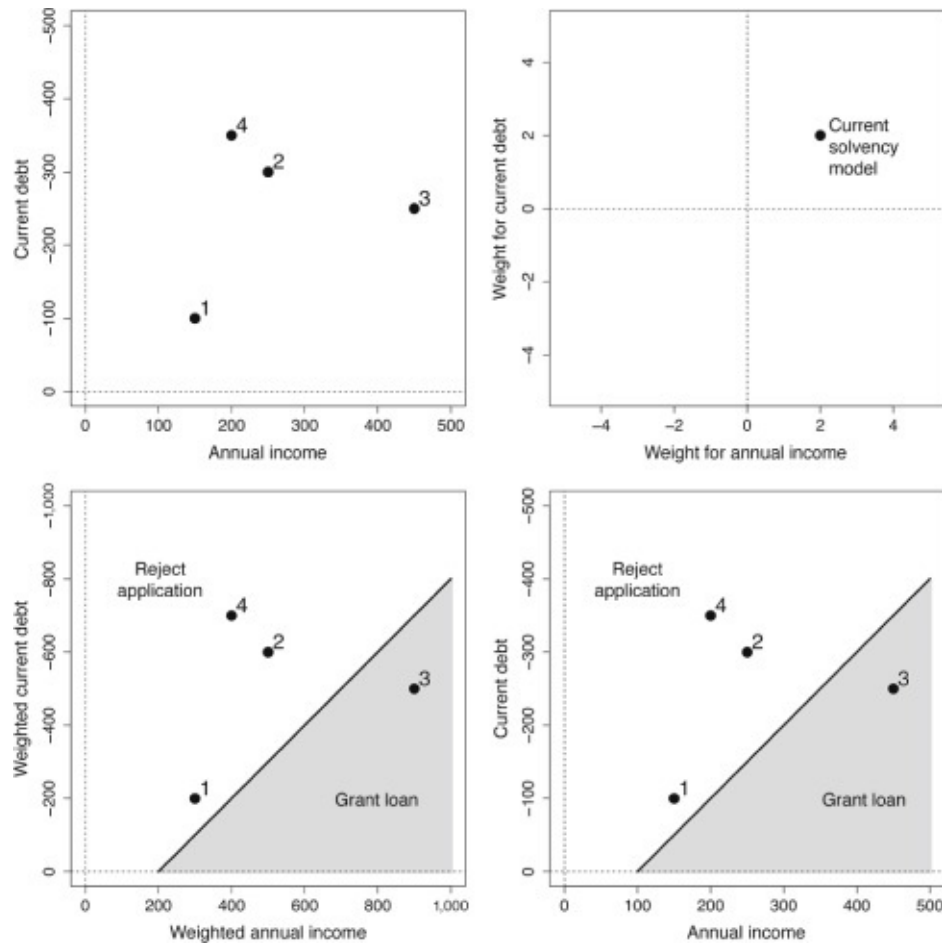 -500
-400
-300
-200
-100
0
Current debt
4
2
3
1
0 100 200 300 400 500
Annual income
4
2
0
-2
-4
Weight for current debt
Current
solvency
model
-4 -2 0 2 4
Weight for annual income
-1,000
-800
-600
-400
-200
0
Weighted current debt
Reject
application
4
2
3
1
Grant loan
0 200 400 600 800 1,000
Weighted annual income
-500
-400
-300
-200
-100
0
Current debt
Reject
application
4
2
3
1
Grant loan
0 100 200 300 400 500
Annual income